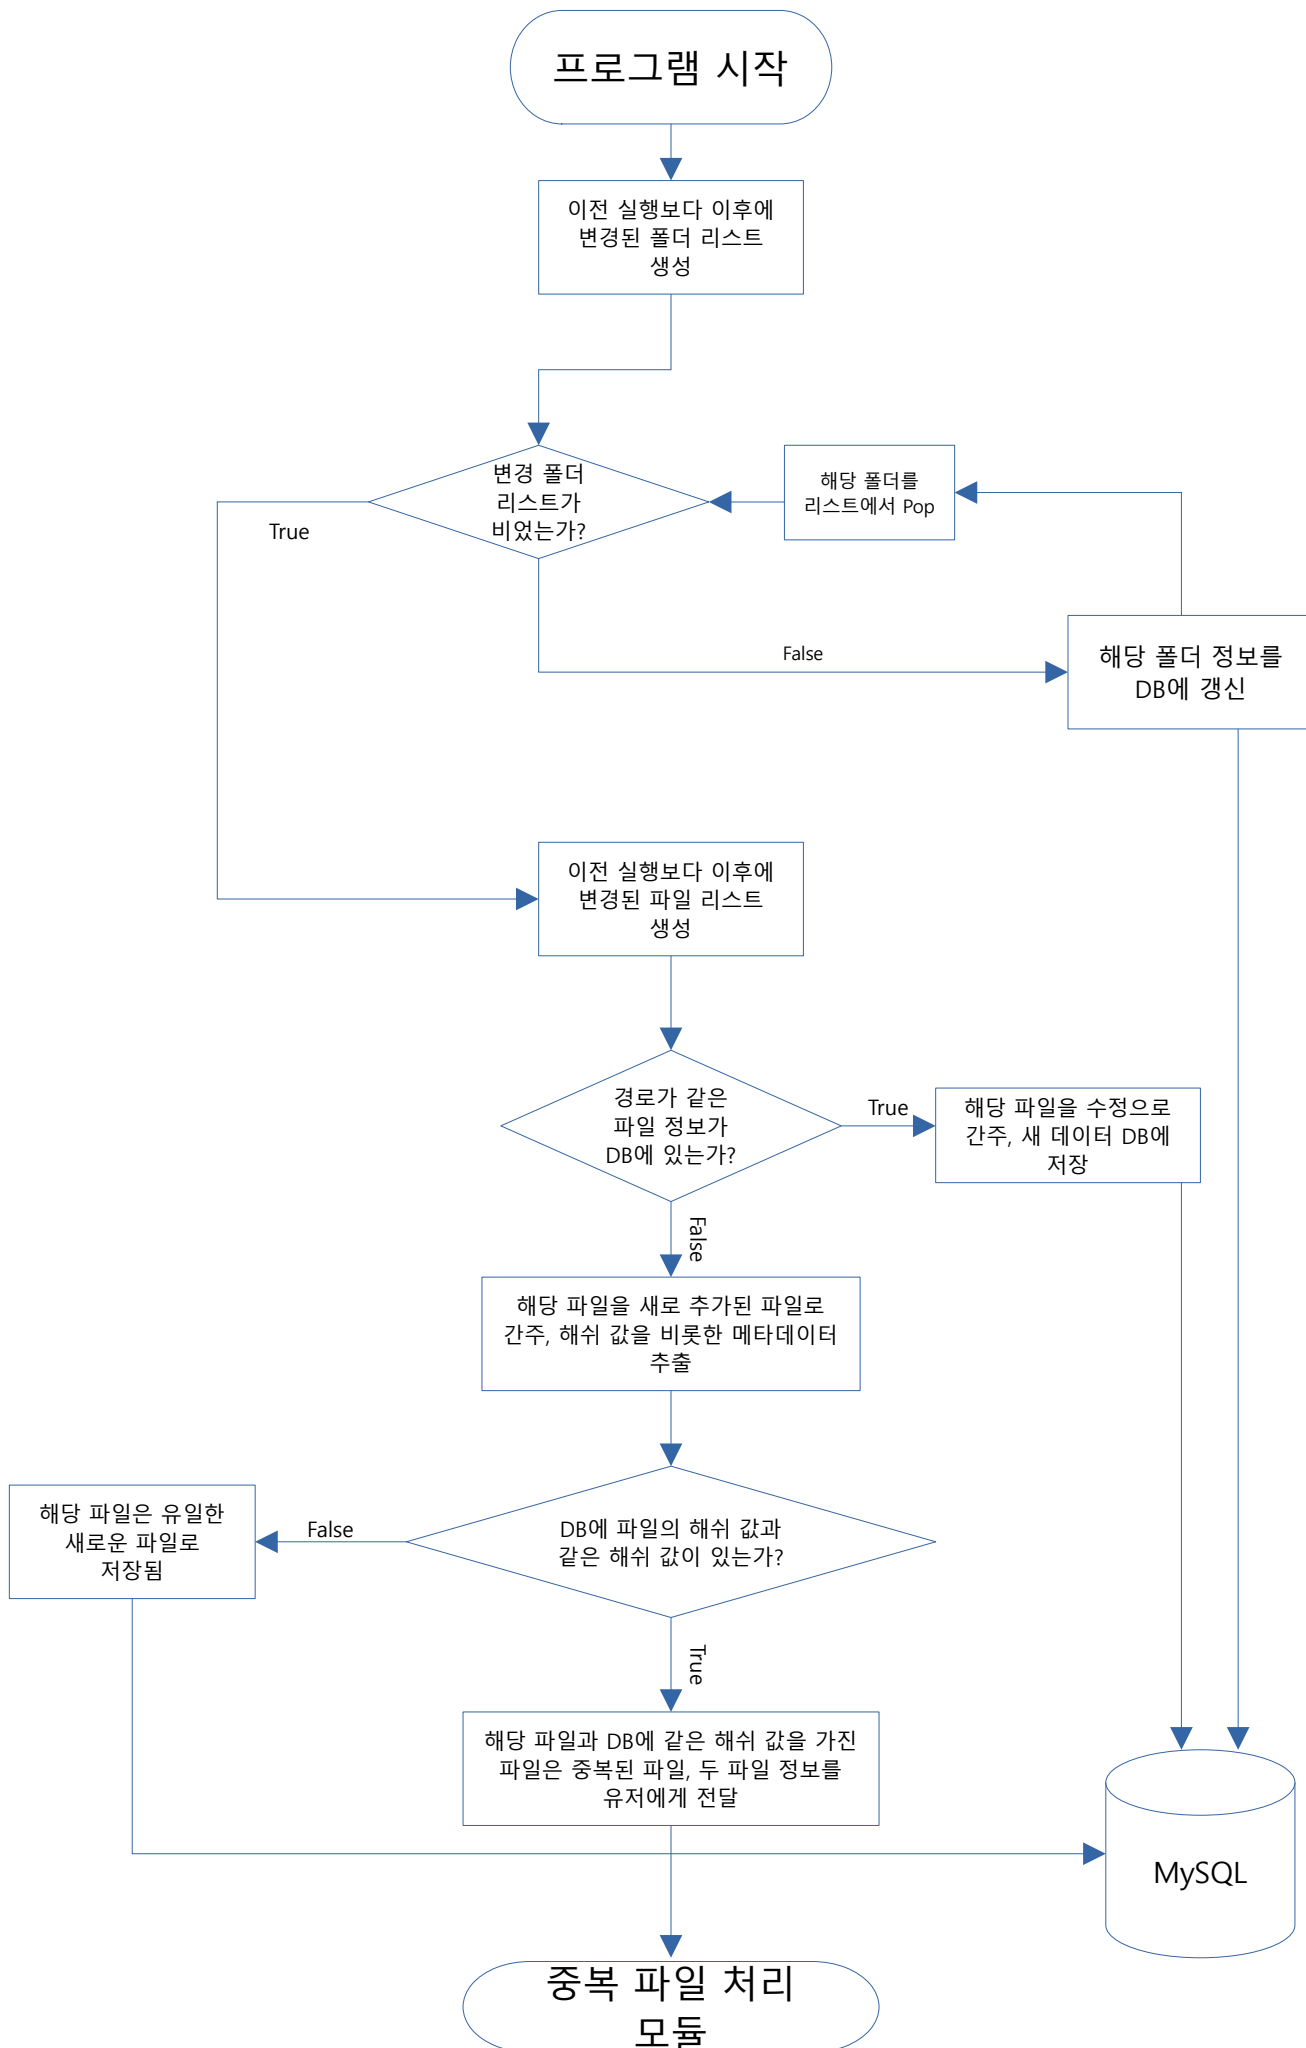 프로그램 시작
이전 실행보다 이후에
변경된 폴더 리스트
생성
변경 폴더
리스트가
비었는가?
해당 폴더를
리스트에서 Pop
True
False
해당 폴더 정보를
DB에 갱신
이전 실행보다 이후에
변경된 파일 리스트
생성
경로가 같은
파일 정보가
DB에 있는가?
True
해당 파일을 수정으로
간주, 새 데이터 DB에
저장
False
해당 파일을 새로 추가된 파일로
간주, 해쉬 값을 비롯한 메타데이터
추출
DB에 파일의 해쉬 값과
같은 해쉬 값이 있는가?
False
해당 파일은 유일한
새로운 파일로
저장됨
True
해당 파일과 DB에 같은 해쉬 값을 가진
파일은 중복된 파일, 두 파일 정보를
유저에게 전달
MySQL
중복 파일 처리
모듈